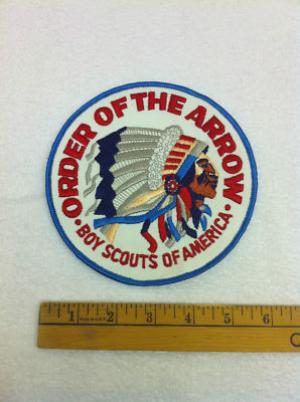 • ORDER OF THE ARROW •
BOY SCOUTS OF AMERICA
1 2 3 4 5 6